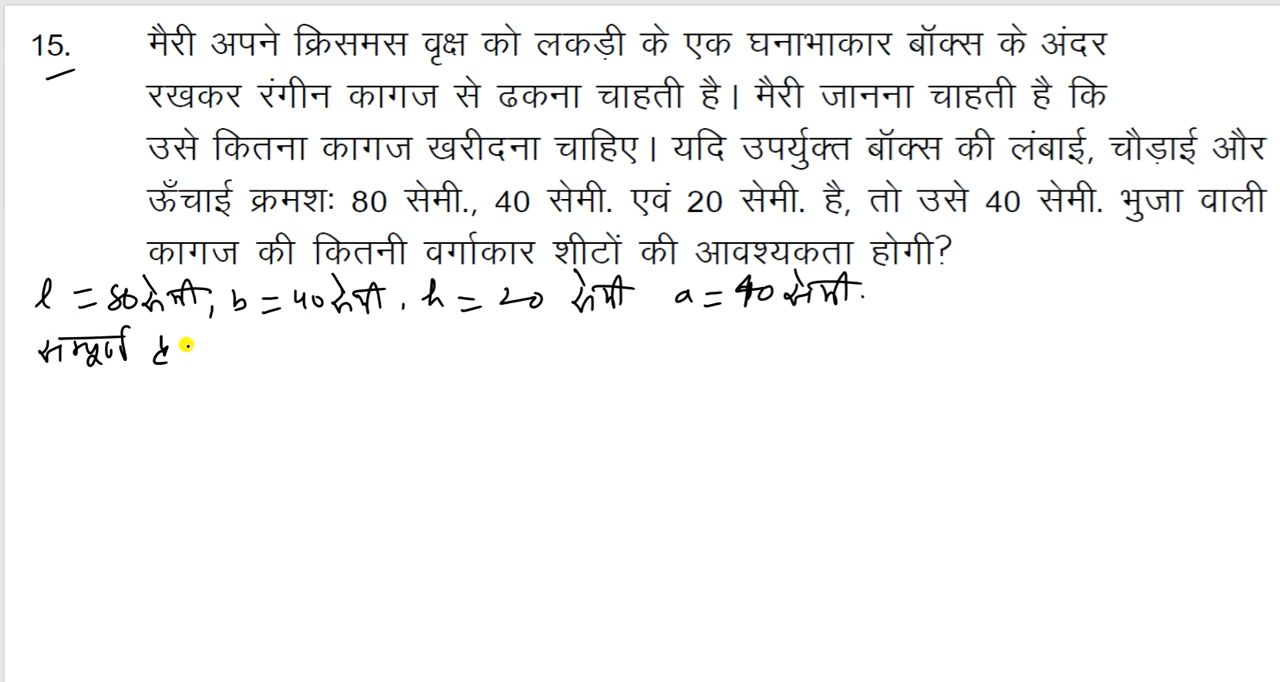 15. मैरी अपने क्रिसमस वृक्ष को लकड़ी के एक घनाभाकार बॉक्स के अंदर
रखकर रंगीन कागज से ढकना चाहती है। मैरी जानना चाहती है कि
उसे कितना कागज खरीदना चाहिए। यदि उपर्युक्त बॉक्स की लंबाई, चौड़ाई और
ऊँचाई क्रमशः 80 सेमी., 40 सेमी. एवं 20 सेमी. है, तो उसे 40 सेमी. भुजा वाली
कागज की कितनी वर्गाकार शीटों की आवश्यकता होगी?
l = 80 सेमी, b = 40 सेमी, h = 20 सेमी a = 40 सेमी.
सम्पूर्ण